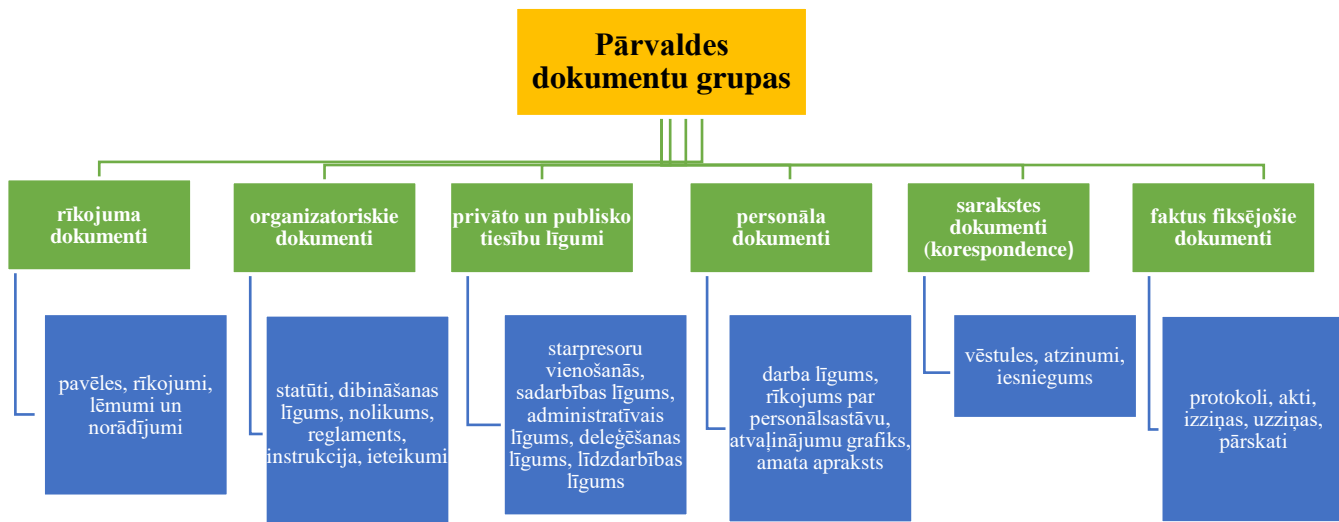 Pārvaldes
dokumentu grupas
rīkojuma
dokumenti
organizatoriskie
dokumenti
privāto un publisko
tiesību līgumi
personāla
dokumenti
sarakstes
dokumenti
(korespondence)
faktus fiksējošie
dokumenti
pavēles, rīkojumi,
lēmumi un
norādījumi
statūti, dibināšanas
līgums, nolikums,
reglaments,
instrukcija, ieteikumi
starpresoru
vienošanās,
sadarbības līgums,
administratīvais
līgums, deleģēšanas
līgums, līdzdarbības
līgums
darba līgums,
rīkojums par
personālsastāvu,
atvaļinājumu grafiks,
amata apraksts
vēstules, atzinumi,
iesniegums
protokoli, akti,
izziņas, uzziņas,
pārskati